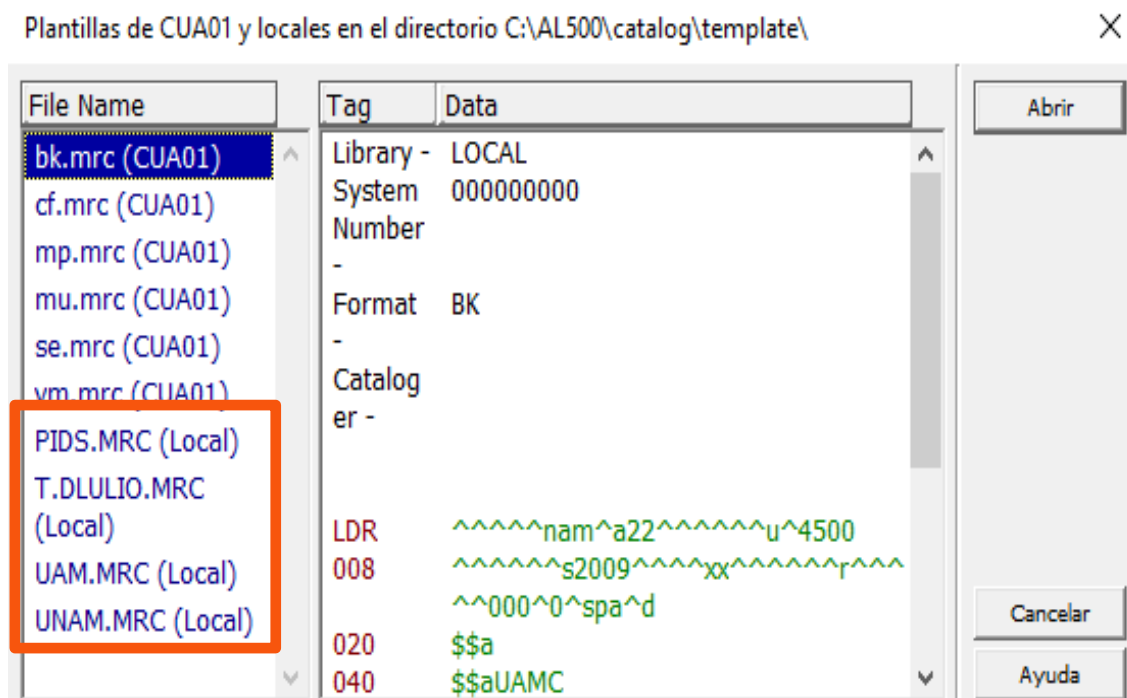 Plantillas de CUA01 y locales en el directorio C:\AL500\catalog\template\
File Name
bk.mrc (CUA01)
cf.mrc (CUA01)
mp.mrc (CUA01)
mu.mrc (CUA01)
se.mrc (CUA01)
vm.mrc (CUA01)
PIDS.MRC (Local)
T.DLULIO.MRC
(Local)
UAM.MRC (Local)
UNAM.MRC (Local)
Tag Data
Library - LOCAL
System 000000000
Number
-
Format BK
-
Catalog
er -
LDR ^^^^^nam^a22^^^^^^u^4500
008 ^^^^^^s2009^^^^xx^^^^^^r^^^
^^000^0^spa^d
020 $$a
040 $$aUAMC
Abrir
Cancelar
Ayuda